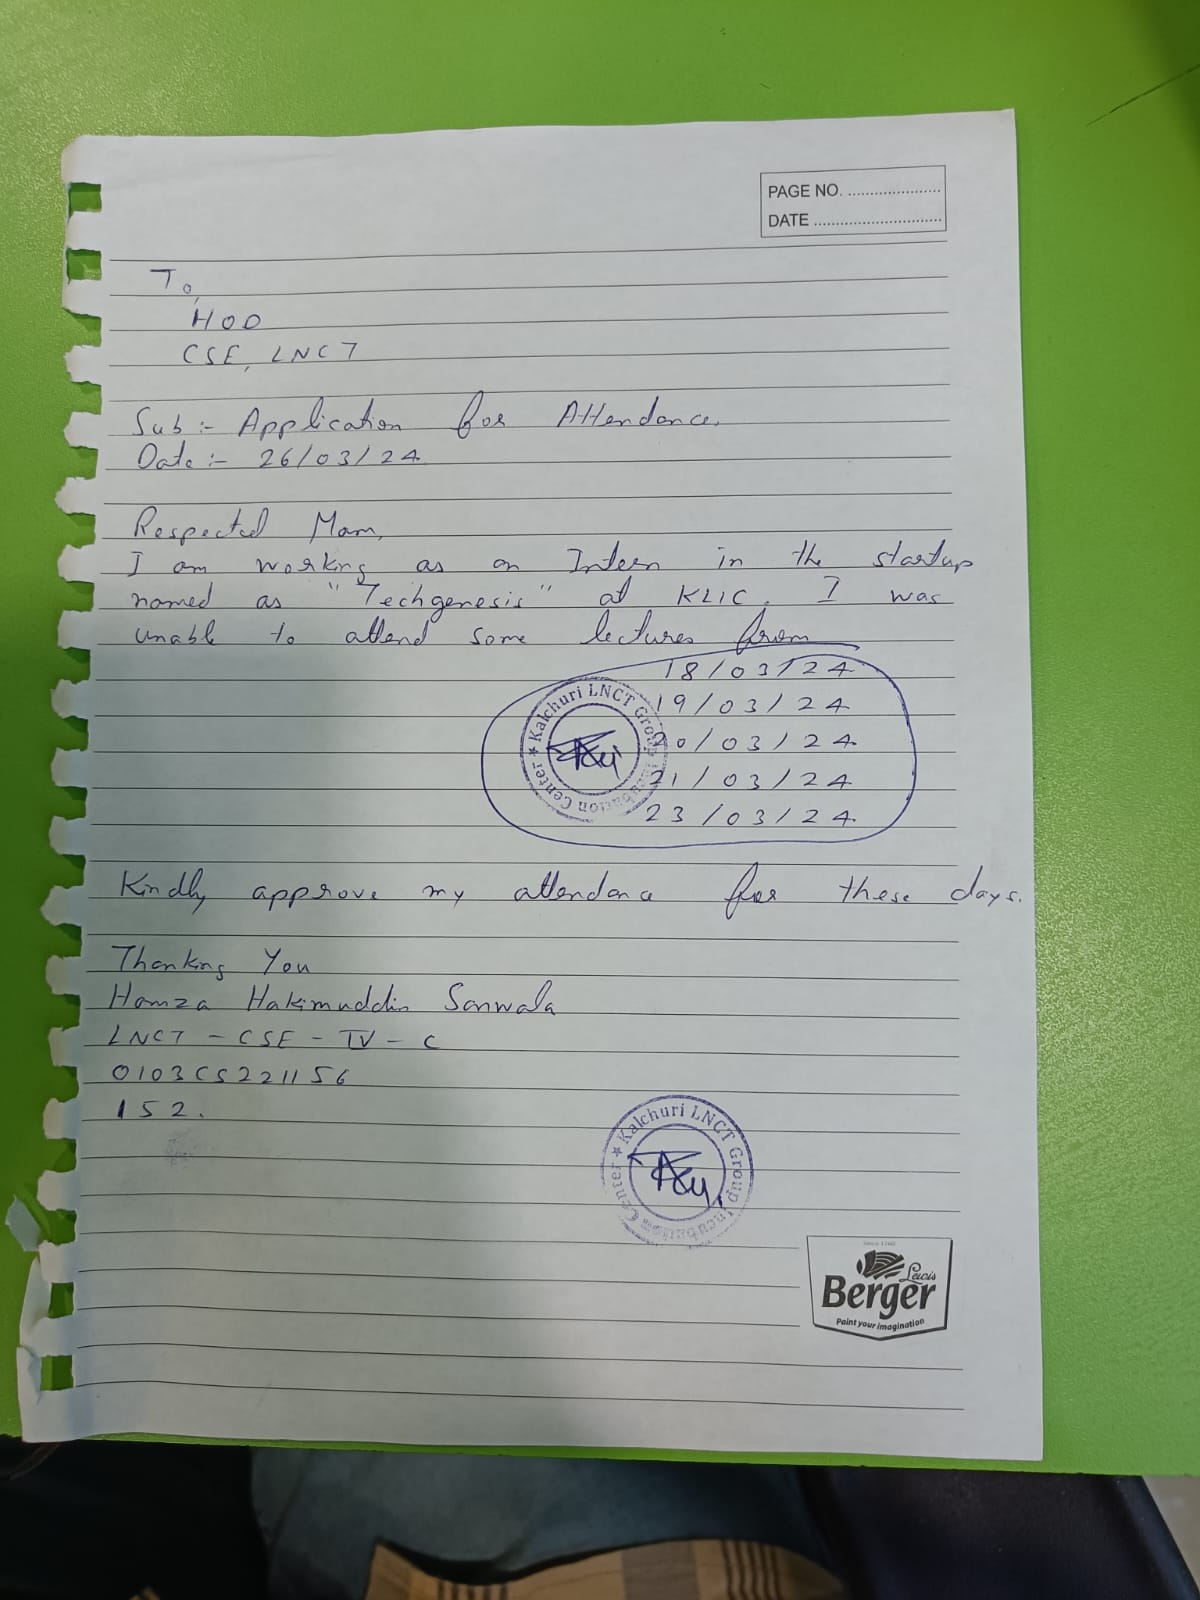 PAGE NO. ......................
DATE ..............................
To,
HOD
CSE, LNCT
Sub :- Application for Attendance.
Date :- 26/03/24
Respected Mam,
I am working as an Intern in the startup
named as "Techgenesis" at KLIC. I was
unable to attend some lectures from
18/03/24
19/03/24
20/03/24
21/03/24
23/03/24
Kalchuri LNCT Group Incubation Center
Kindly approve my attendance for these days.
Thanking You
Hamza Hakimuddin Sanwala
LNCT - CSE - IV - C
0103CS221156
152.
Kalchuri LNCT Group Incubation Center
Since 1760
Lewis
Berger
Paint your imagination